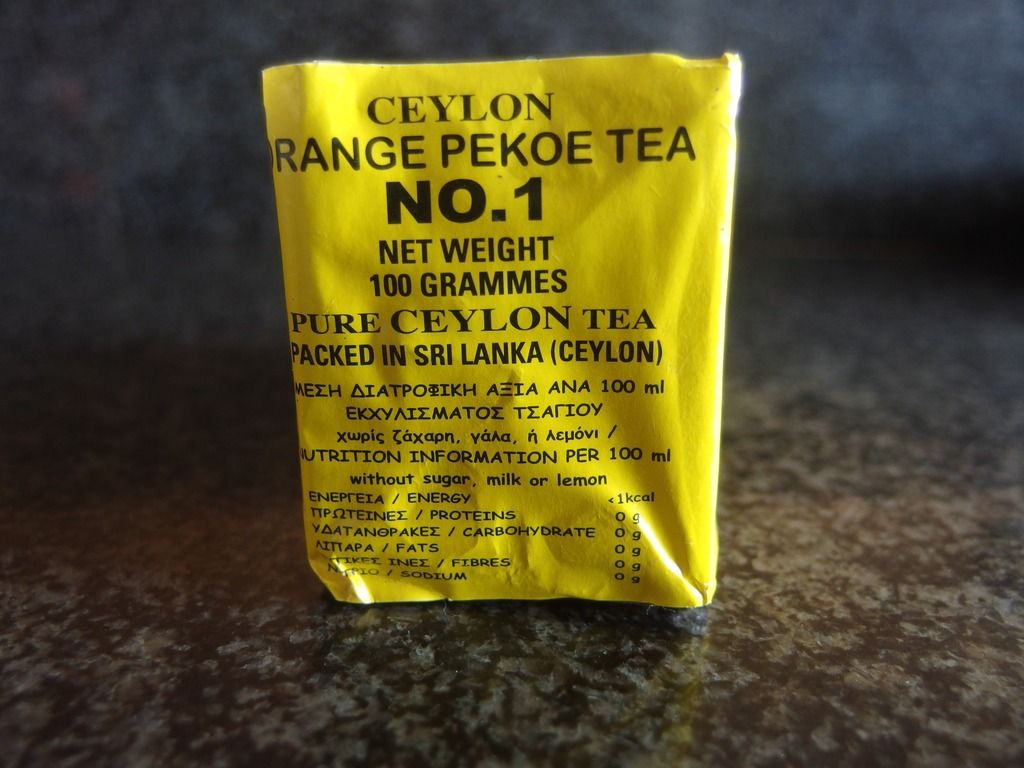 CEYLON
ORANGE PEKOE TEA
NO.1
NET WEIGHT
100 GRAMMES
PURE CEYLON TEA
PACKED IN SRI LANKA (CEYLON)
ΜΕΣΗ ΔΙΑΤΡΟΦΙΚΗ ΑΞΙΑ ΑΝΑ 100 ml
ΕΚΧΥΛΙΣΜΑΤΟΣ ΤΣΑΓΙΟΥ
χωρίς ζάχαρη, γάλα, ή λεμόνι /
NUTRITION INFORMATION PER 100 ml
without sugar, milk or lemon
ΕΝΕΡΓΕΙΑ / ENERGY <1kcal
ΠΡΩΤΕΙΝΕΣ / PROTEINS 0 g
ΥΔΑΤΑΝΘΡΑΚΕΣ / CARBOHYDRATE 0 g
ΛΙΠΑΡΑ / FATS 0 g
ΙΝΕΣ / FIBRES 0 g
ΝΑΤΡΙΟ / SODIUM 0 g